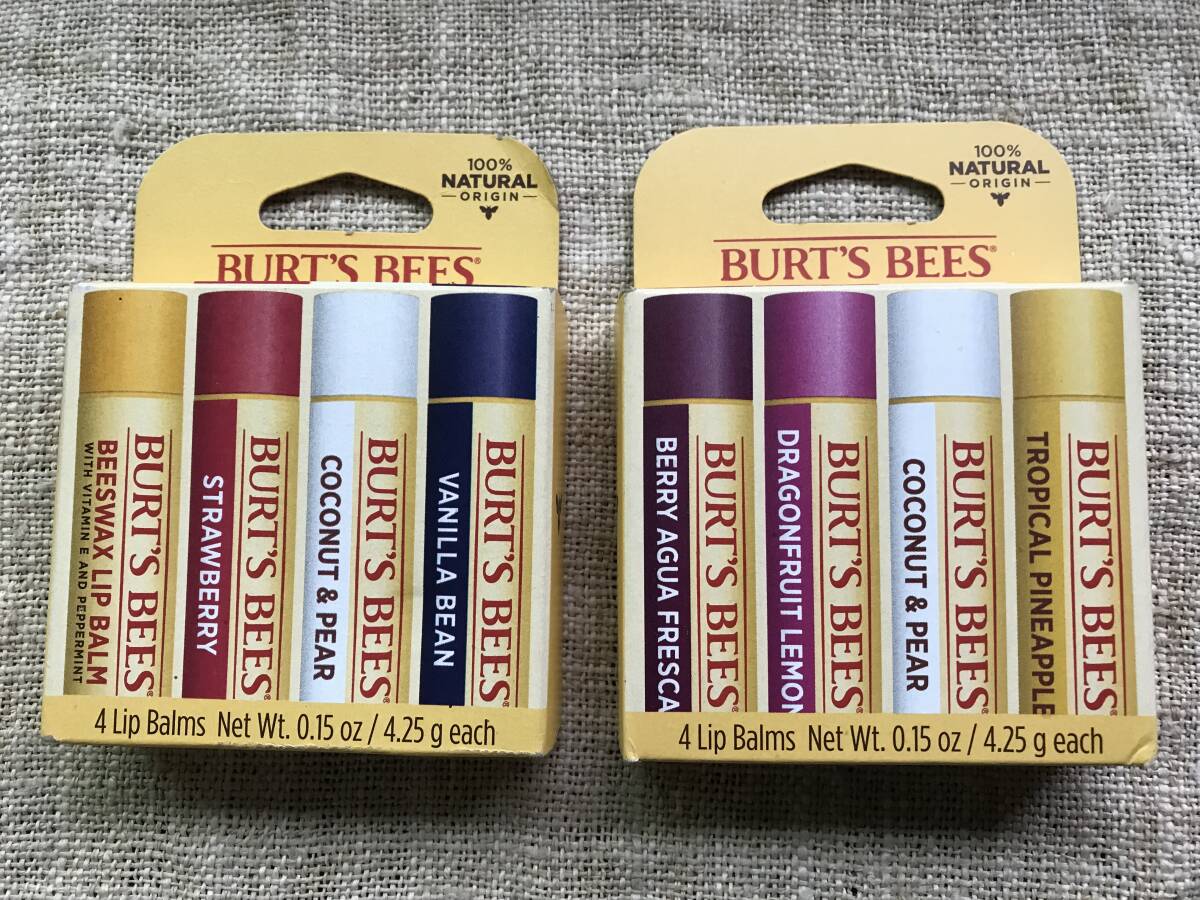 100%
NATURAL
ORIGIN
BURT'S BEES®
BURT'S BEES®
BEESWAX LIP BALM
WITH VITAMIN E AND PEPPERMINT
BURT'S BEES®
STRAWBERRY
BURT'S BEES®
COCONUT & PEAR
BURT'S BEES®
VANILLA BEAN
4 Lip Balms Net Wt. 0.15 oz / 4.25 g each
100%
NATURAL
ORIGIN
BURT'S BEES®
BURT'S BEES®
BERRY AGUA FRESCA
BURT'S BEES®
DRAGONFRUIT LEMON
BURT'S BEES®
COCONUT & PEAR
BURT'S BEES®
TROPICAL PINEAPPLE
4 Lip Balms Net Wt. 0.15 oz / 4.25 g each